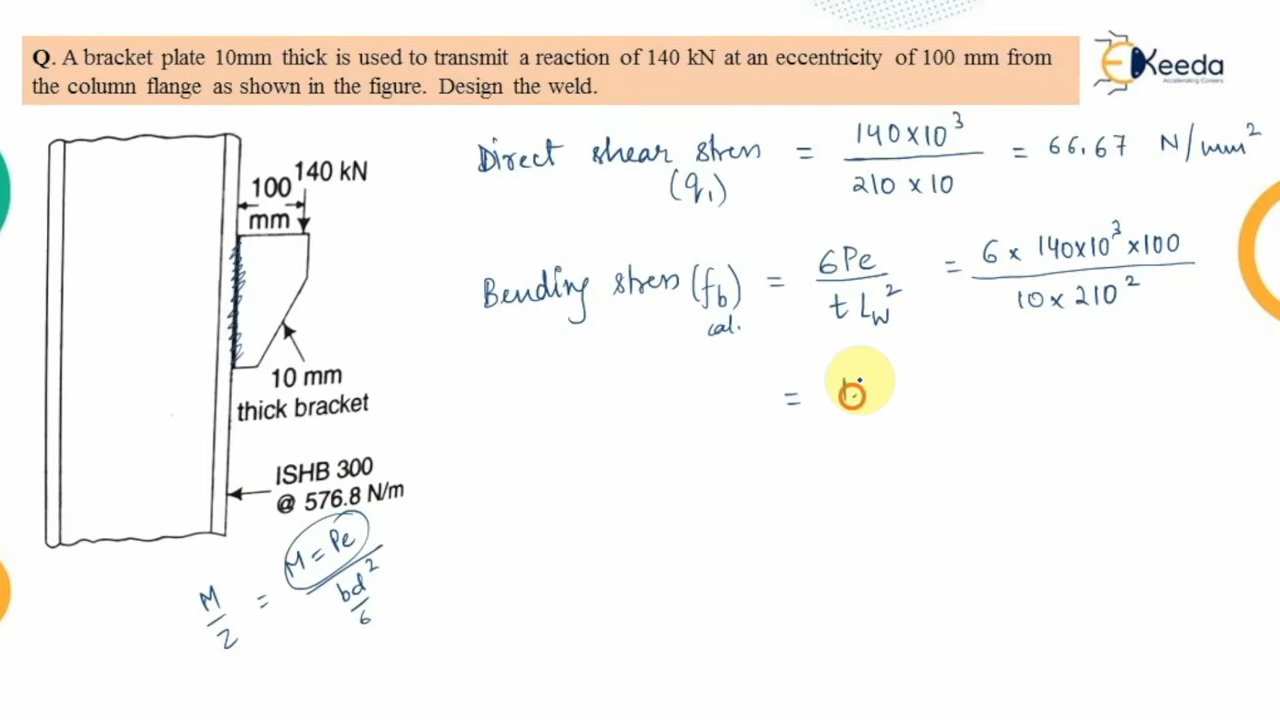 Q. A bracket plate 10mm thick is used to transmit a reaction of 140 kN at an eccentricity of 100 mm from
the column flange as shown in the figure. Design the weld.
EKeeda
Direct shear stress = 140×10³ / 210 × 10 = 66.67 N/mm²
(q₁)
140 kN
100
mm
Bending stress (fb) = 6Pe / t Lw² = 6 × 140×10³ ×100 / 10 × 210²
cal.
=
10 mm
thick bracket
ISHB 300
@ 576.8 N/m
M/Z = M = Pe / bd²/6